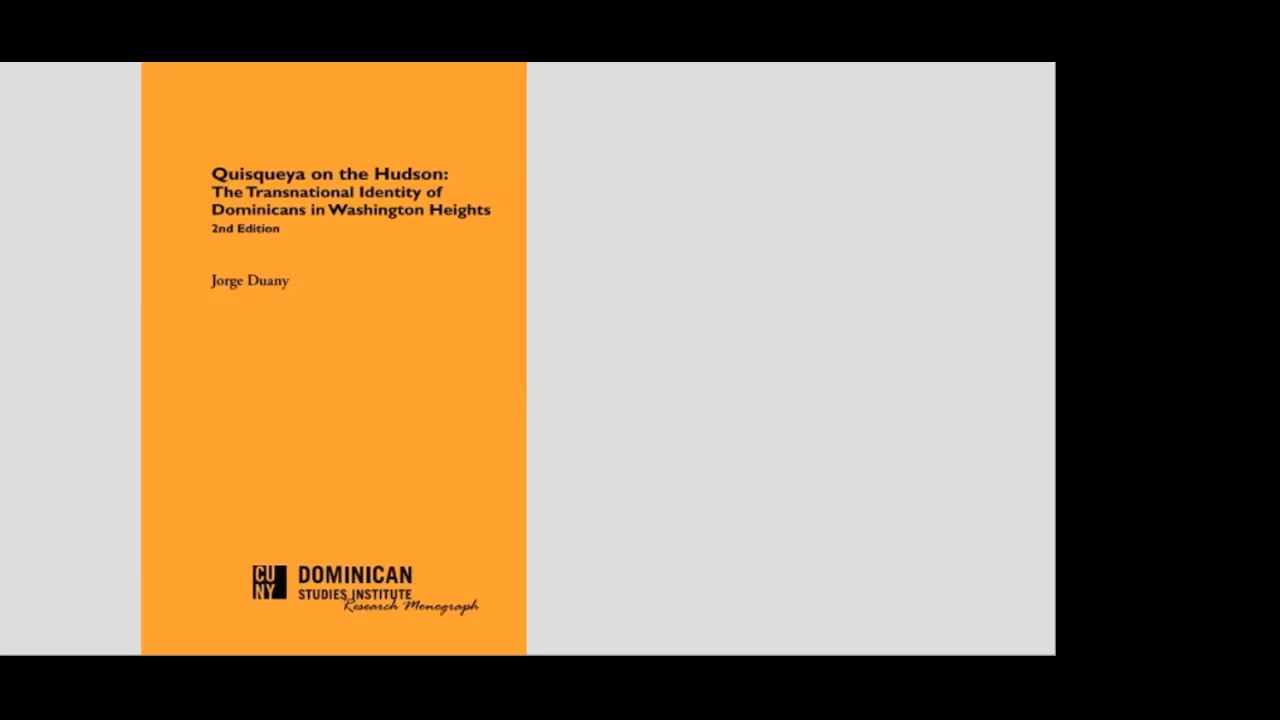 Quisqueya on the Hudson:
The Transnational Identity of
Dominicans in Washington Heights
2nd Edition
Jorge Duany
CU
NY
DOMINICAN
STUDIES INSTITUTE
Research Monograph